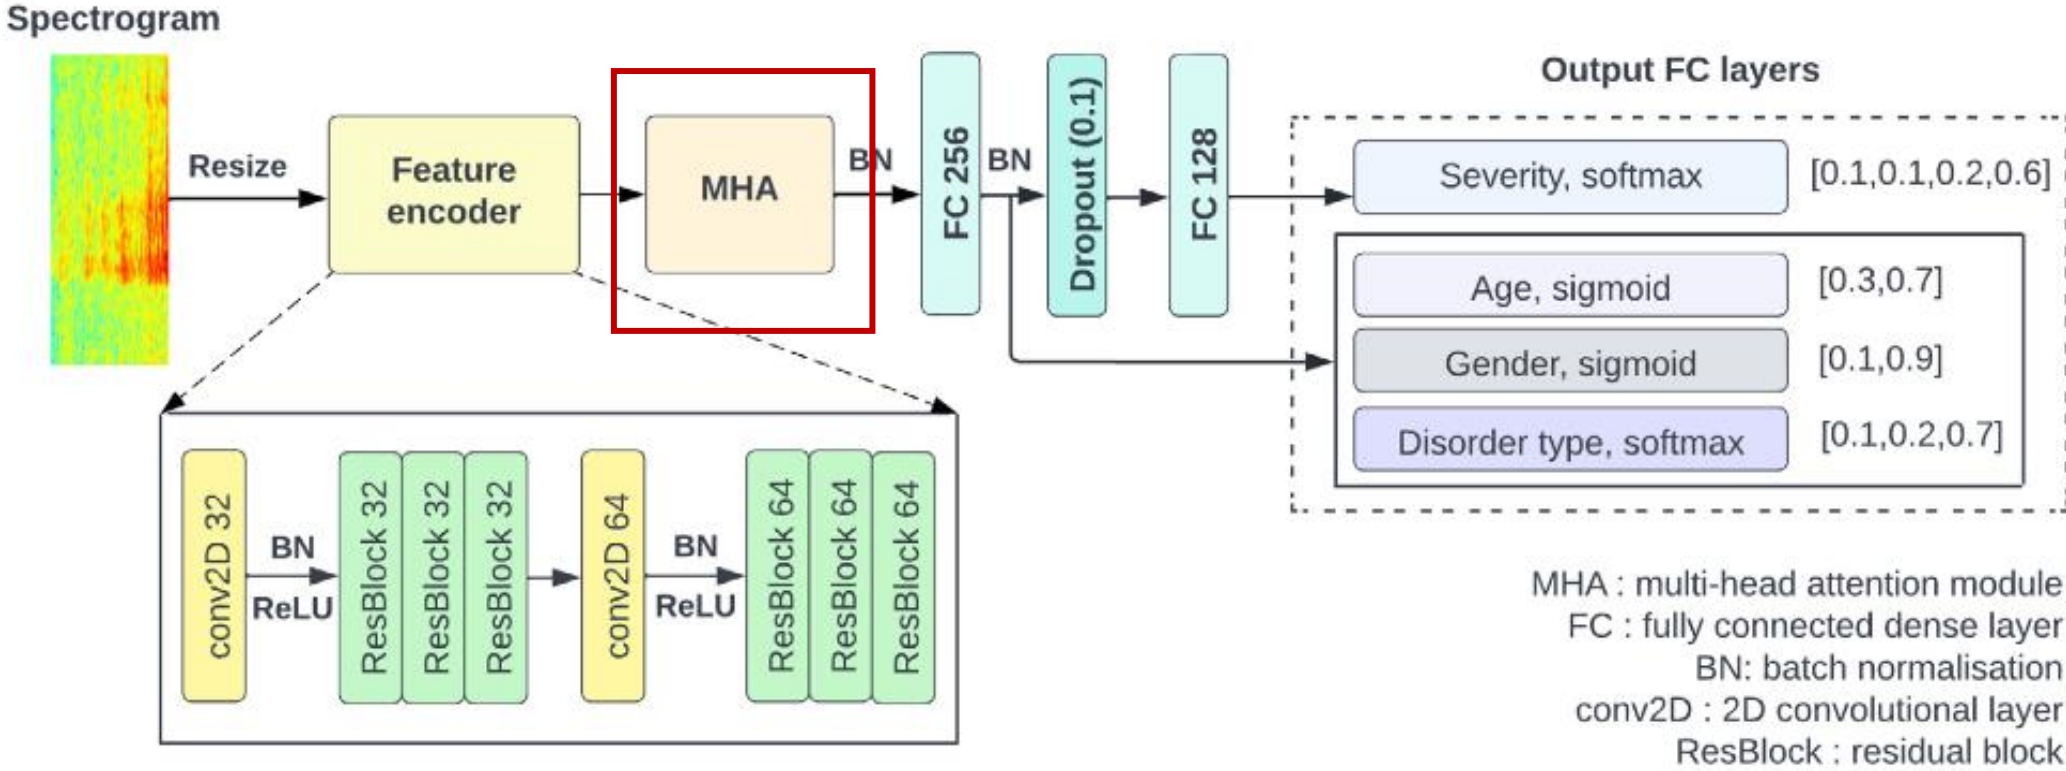 Spectrogram
Resize
Feature
encoder
MHA
BN
FC 256
BN
Dropout (0.1)
FC 128
Output FC layers
Severity, softmax
[0.1,0.1,0.2,0.6]
Age, sigmoid
[0.3,0.7]
Gender, sigmoid
[0.1,0.9]
Disorder type, softmax
[0.1,0.2,0.7]
conv2D 32
BN
ReLU
ResBlock 32
ResBlock 32
ResBlock 32
conv2D 64
BN
ReLU
ResBlock 64
ResBlock 64
ResBlock 64
MHA : multi-head attention module
FC : fully connected dense layer
BN: batch normalisation
conv2D : 2D convolutional layer
ResBlock : residual block